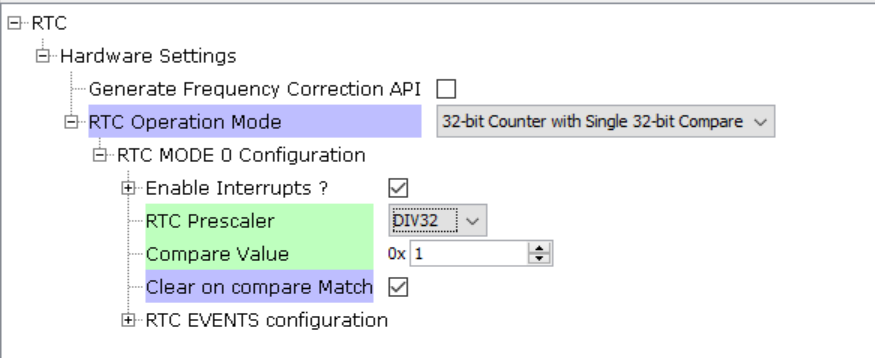 RTC
Hardware Settings
Generate Frequency Correction API
RTC Operation Mode 32-bit Counter with Single 32-bit Compare
RTC MODE 0 Configuration
Enable Interrupts ?
RTC Prescaler DIV32
Compare Value 0x 1
Clear on compare Match
RTC EVENTS configuration